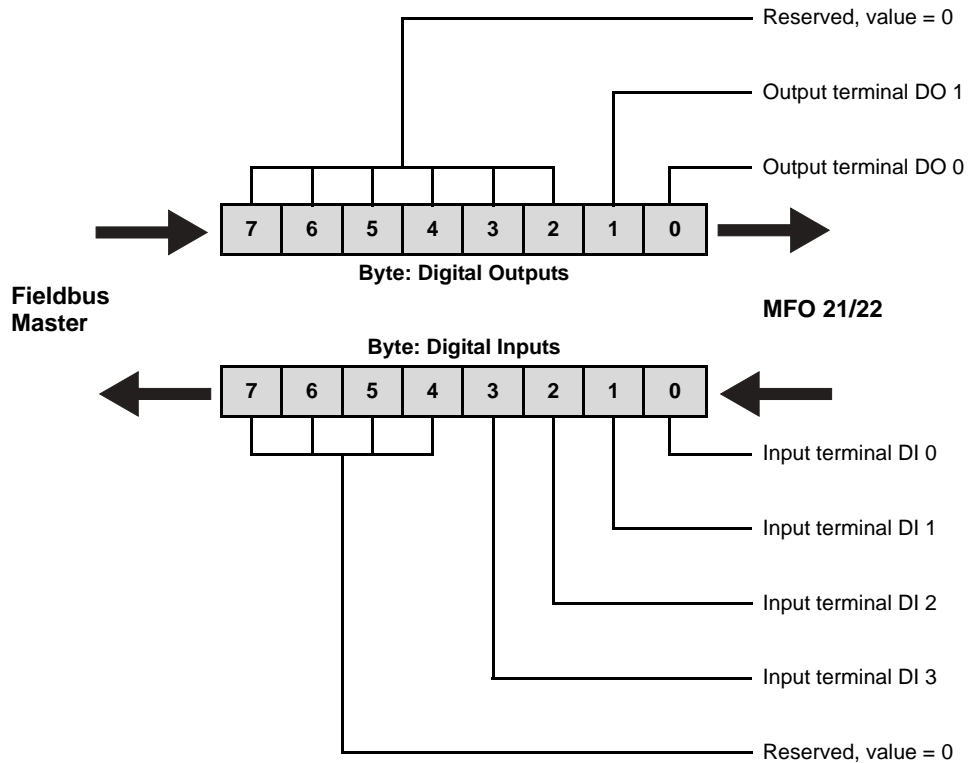 Reserved, value = 0
Output terminal DO 1
Output terminal DO 0
7 6 5 4 3 2 1 0
Byte: Digital Outputs
Fieldbus
Master
MFO 21/22
Byte: Digital Inputs
7 6 5 4 3 2 1 0
Input terminal DI 0
Input terminal DI 1
Input terminal DI 2
Input terminal DI 3
Reserved, value = 0